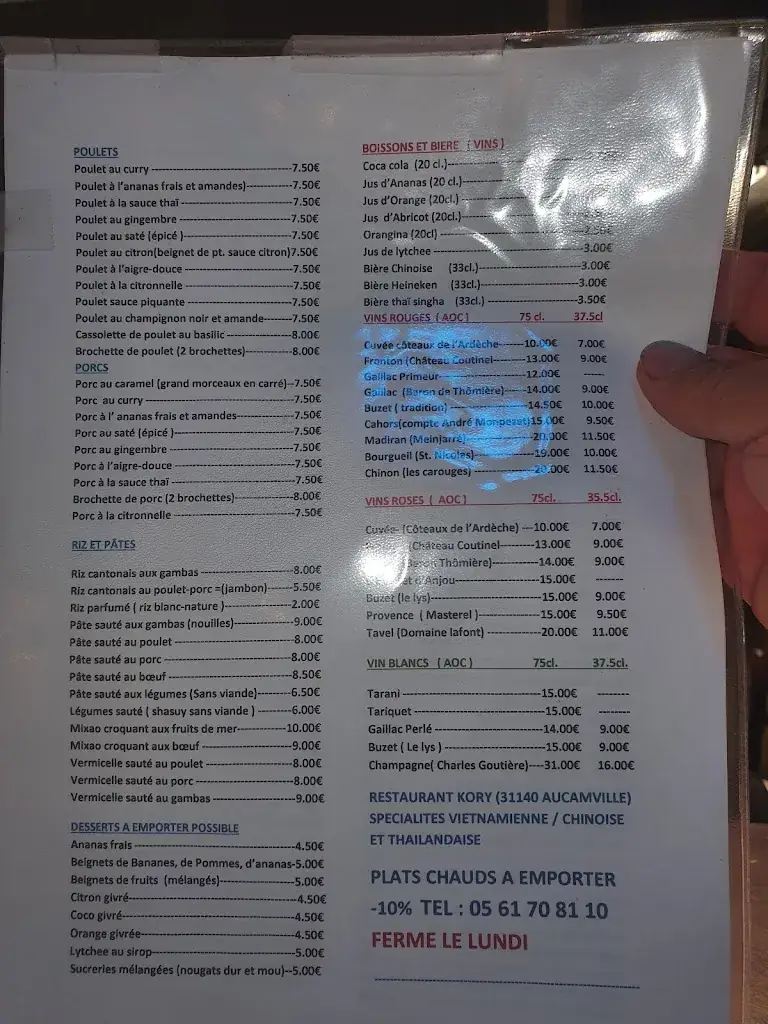 POULETS
Poulet au curry ---7.50€
Poulet à l'ananas frais et amandes)---7.50€
Poulet à la sauce thaï ---7.50€
Poulet au gingembre ---7.50€
Poulet au saté (épicé )---7.50€
Poulet au citron(beignet de pt. sauce citron)7.50€
Poulet à l'aigre-douce ---7.50€
Poulet à la citronnelle ---7.50€
Poulet sauce piquante ---7.50€
Poulet au champignon noir et amande---7.50€
Cassolette de poulet au basilic ---8.00€
Brochette de poulet (2 brochettes)---8.00€
PORCS
Porc au caramel (grand morceaux en carré)--7.50€
Porc au curry ---7.50€
Porc à l' ananas frais et amandes---7.50€
Porc au saté (épicé )---7.50€
Porc au gingembre ---7.50€
Porc à l'aigre-douce ---7.50€
Porc à la sauce thaï ---7.50€
Brochette de porc (2 brochettes)---8.00€
Porc à la citronnelle ---7.50€
RIZ ET PÂTES
Riz cantonais aux gambas ---8.00€
Riz cantonais au poulet-porc =(jambon)---5.50€
Riz parfumé ( riz blanc-nature )---2.00€
Pâte sauté aux gambas (nouilles)---9.00€
Pâte sauté au poulet ---8.00€
Pâte sauté au porc ---8.00€
Pâte sauté au bœuf ---8.50€
Pâte sauté aux légumes (Sans viande)---6.50€
Légumes sauté ( shasuy sans viande )---6.00€
Mixao croquant aux fruits de mer---10.00€
Mixao croquant aux bœuf ---9.00€
Vermicelle sauté au poulet ---8.00€
Vermicelle sauté au porc ---8.00€
Vermicelle sauté au gambas ---9.00€
DESSERTS A EMPORTER POSSIBLE
Ananas frais ---4.50€
Beignets de Bananes, de Pommes, d'ananas-5.00€
Beignets de fruits (mélangés)---5.00€
Citron givré---4.50€
Coco givré---4.50€
Orange givrée---4.50€
Lytchee au sirop---5.00€
Sucreries mélangées (nougats dur et mou)--5.00€
BOISSONS ET BIERE ( VINS )
Coca cola (20 cl.)---
Jus d'Ananas (20 cl.)---
Jus d'Orange (20cl.)---
Jus d'Abricot (20cl.)---
Orangina (20cl) ---2.50€
Jus de lytchee ---3.00€
Bière Chinoise (33cl.)---3.00€
Bière Heineken (33cl.)---3.00€
Bière thaï singha (33cl.) ---3.50€
VINS ROUGES ( AOC ) 75 cl. 37.5cl
Cuvée côteaux de l'Ardèche---10.00€ 7.00€
Fronton (Château Coutinel---13.00€ 9.00€
Gaillac Primeur---12.00€ -----
Gaillac (Baron de Thômière)---14.00€ 9.00€
Buzet ( tradition) ---14.50€ 10.00€
Cahors(compte André Monpezet)15.00€ 9.50€
Madiran (Meinjarre)---20.00€ 11.50€
Bourgueil (St. Nicolas)---19.00€ 10.00€
Chinon (les carouges) ---20.00€ 11.50€
VINS ROSES ( AOC ) 75cl. 35.5cl.
Cuvée- (Côteaux de l'Ardèche) ---10.00€ 7.00€
(Château Coutinel---13.00€ 9.00€
Baron Thômière)---14.00€ 9.00€
d'Anjou---15.00€ -------
Buzet (le lys)---15.00€ 9.00€
Provence ( Masterel )---15.00€ 9.50€
Tavel (Domaine lafont) ---20.00€ 11.00€
VIN BLANCS ( AOC ) 75cl. 37.5cl.
Tarani ---15.00€ --------
Tariquet ---15.00€ --------
Gaillac Perlé ---14.00€ 9.00€
Buzet ( Le lys ) ---15.00€ 9.00€
Champagne( Charles Goutière)----31.00€ 16.00€
RESTAURANT KORY (31140 AUCAMVILLE)
SPECIALITES VIETNAMIENNE / CHINOISE
ET THAILANDAISE
PLATS CHAUDS A EMPORTER
-10% TEL : 05 61 70 81 10
FERME LE LUNDI